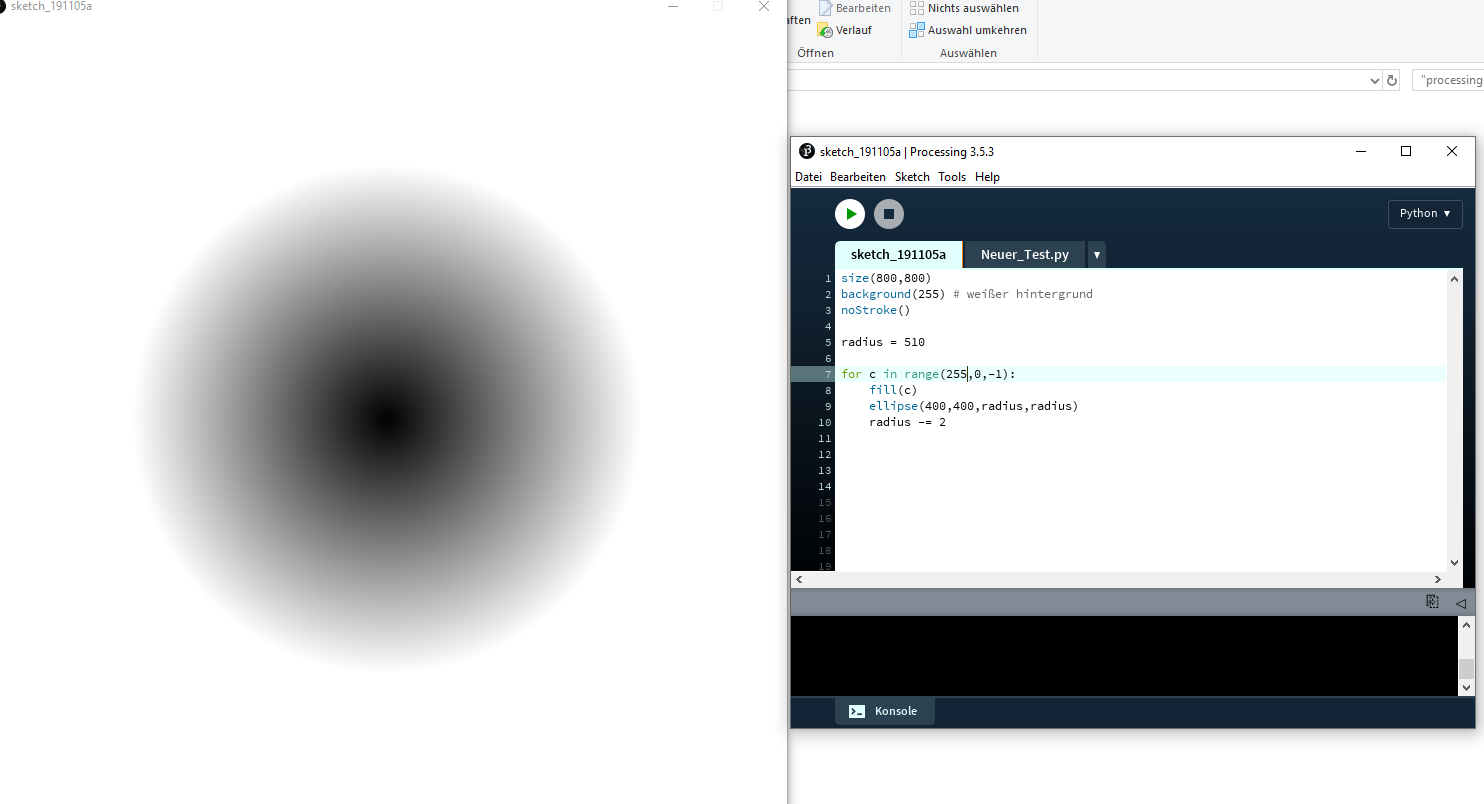 sketch_191105a
aften
Bearbeiten
Verlauf
Öffnen
Nichts auswählen
Auswahl umkehren
Auswählen
"processing
sketch_191105a | Processing 3.5.3
Datei Bearbeiten Sketch Tools Help
Python ▼
sketch_191105a Neuer_Test.py ▼
1 size(800,800)
2 background(255) # weißer hintergrund
3 noStroke()
4
5 radius = 510
6
7 for c in range(255,0,-1):
8     fill(c)
9     ellipse(400,400,radius,radius)
10     radius -= 2
11
12
13
14
15
16
17
18
19
Konsole